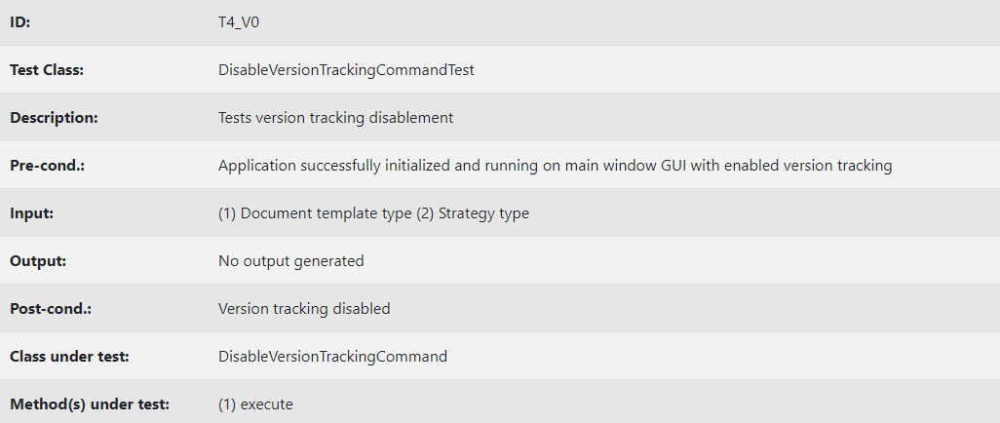 ID: T4_V0
Test Class: DisableVersionTrackingCommandTest
Description: Tests version tracking disablement
Pre-cond.: Application successfully initialized and running on main window GUI with enabled version tracking
Input: (1) Document template type (2) Strategy type
Output: No output generated
Post-cond.: Version tracking disabled
Class under test: DisableVersionTrackingCommand
Method(s) under test: (1) execute